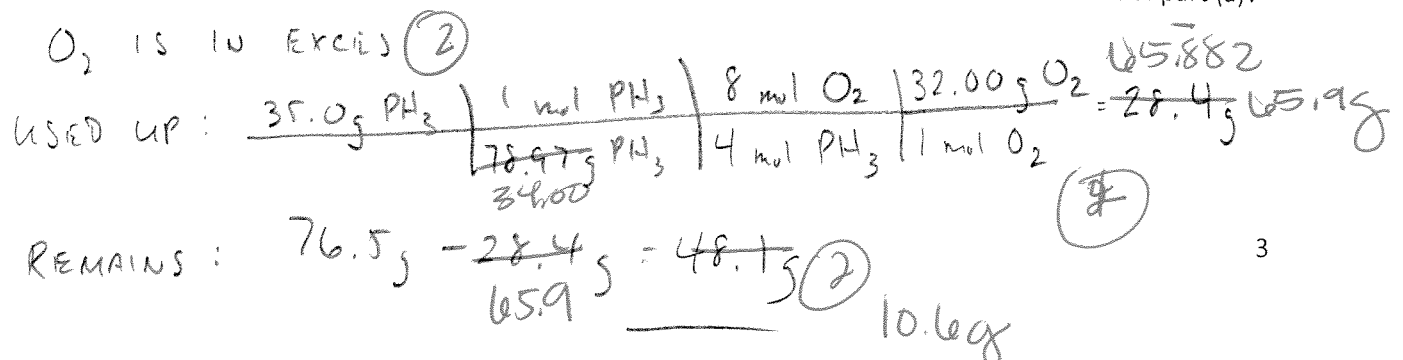 O₂ IS IN EXCESS ②
65.882
USED UP: 35.0g PH₃ | 1 mol PH₃ | 8 mol O₂ | 32.00g O₂ = 28.4g 65.9g
78.97g PH₃ | 4 mol PH₃ | 1 mol O₂
34.00
REMAINS: 76.5g - 28.4g = 48.1g ②
65.9
10.6g
3